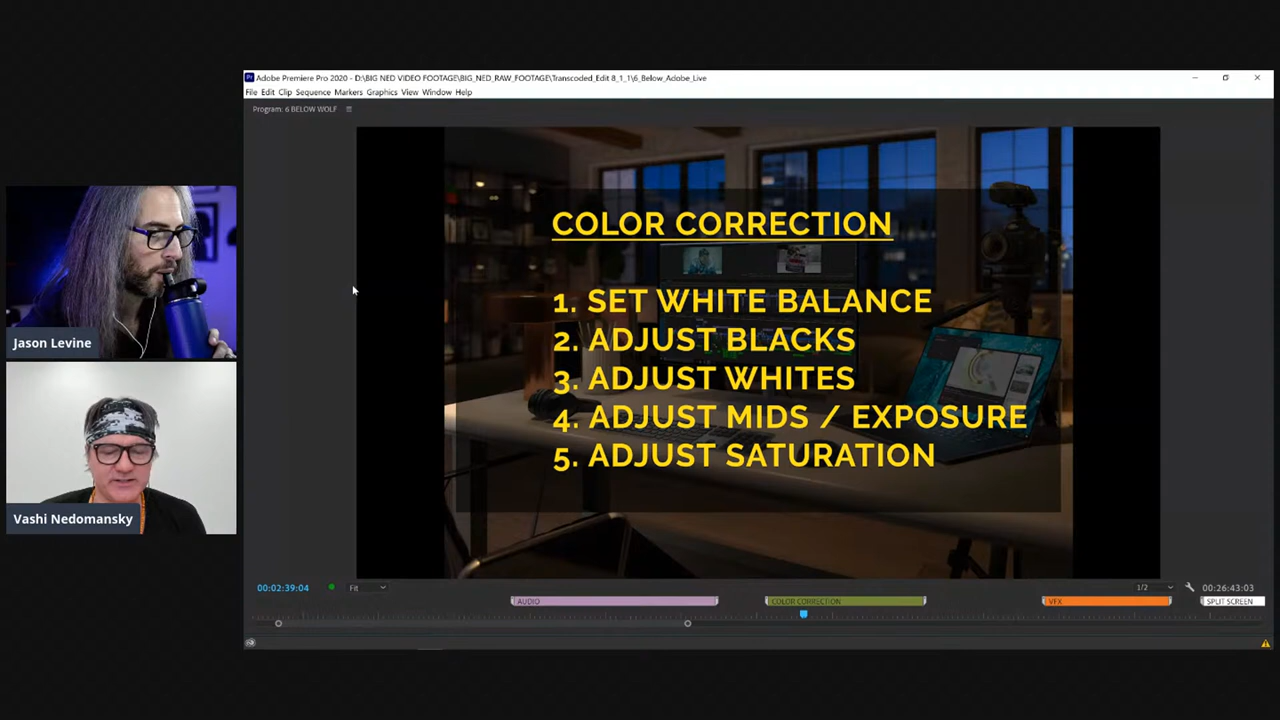 Adobe Premiere Pro 2020 - D:\BIG NED VIDEO FOOTAGE\BIG_NED_RAW_FOOTAGE\Transcoded_Edit 8_1_1\6_Below_Adobe_Live
File Edit Clip Sequence Markers Graphics View Window Help
Program: 6 BELOW WOLF
COLOR CORRECTION
1. SET WHITE BALANCE
2. ADJUST BLACKS
3. ADJUST WHITES
4. ADJUST MIDS / EXPOSURE
5. ADJUST SATURATION
Jason Levine
Vashi Nedomansky
00:02:39:04 Fit 1/2 00:26:43:03
AUDIO COLOR CORRECTION VFX SPLIT SCREEN